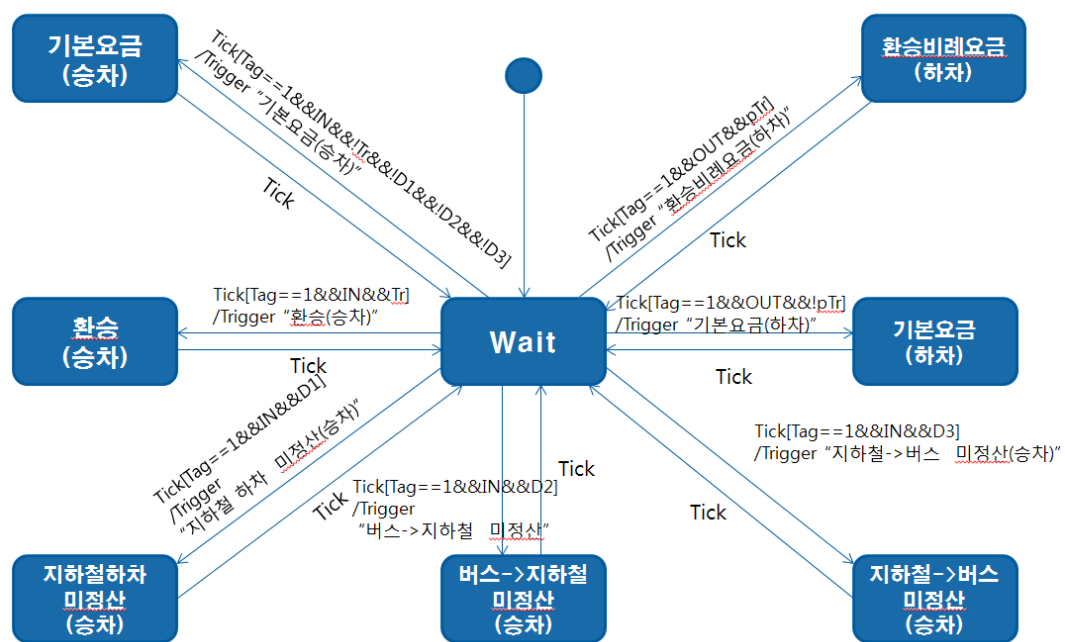 기본요금
(승차)
Tick[Tag==1&&IN&&!Tr&&!D1&&!D2&&!D3]
/Trigger "기본요금(승차)"
Tick
환승비례요금
(하차)
Tick[Tag==1&&OUT&&pTr]
/Trigger "환승비례요금(하차)"
Tick
환승
(승차)
Tick[Tag==1&&IN&&Tr]
/Trigger "환승(승차)"
Tick
Wait
Tick[Tag==1&&OUT&&!pTr]
/Trigger "기본요금(하차)"
Tick
기본요금
(하차)
Tick[Tag==1&&IN&&D1]
/Trigger
"지하철 하차 미정산(승차)"
Tick
Tick[Tag==1&&IN&&D2]
/Trigger
"버스->지하철 미정산"
Tick
Tick[Tag==1&&IN&&D3]
/Trigger "지하철->버스 미정산(승차)"
Tick
지하철하차
미정산
(승차)
버스->지하철
미정산
(승차)
지하철->버스
미정산
(승차)